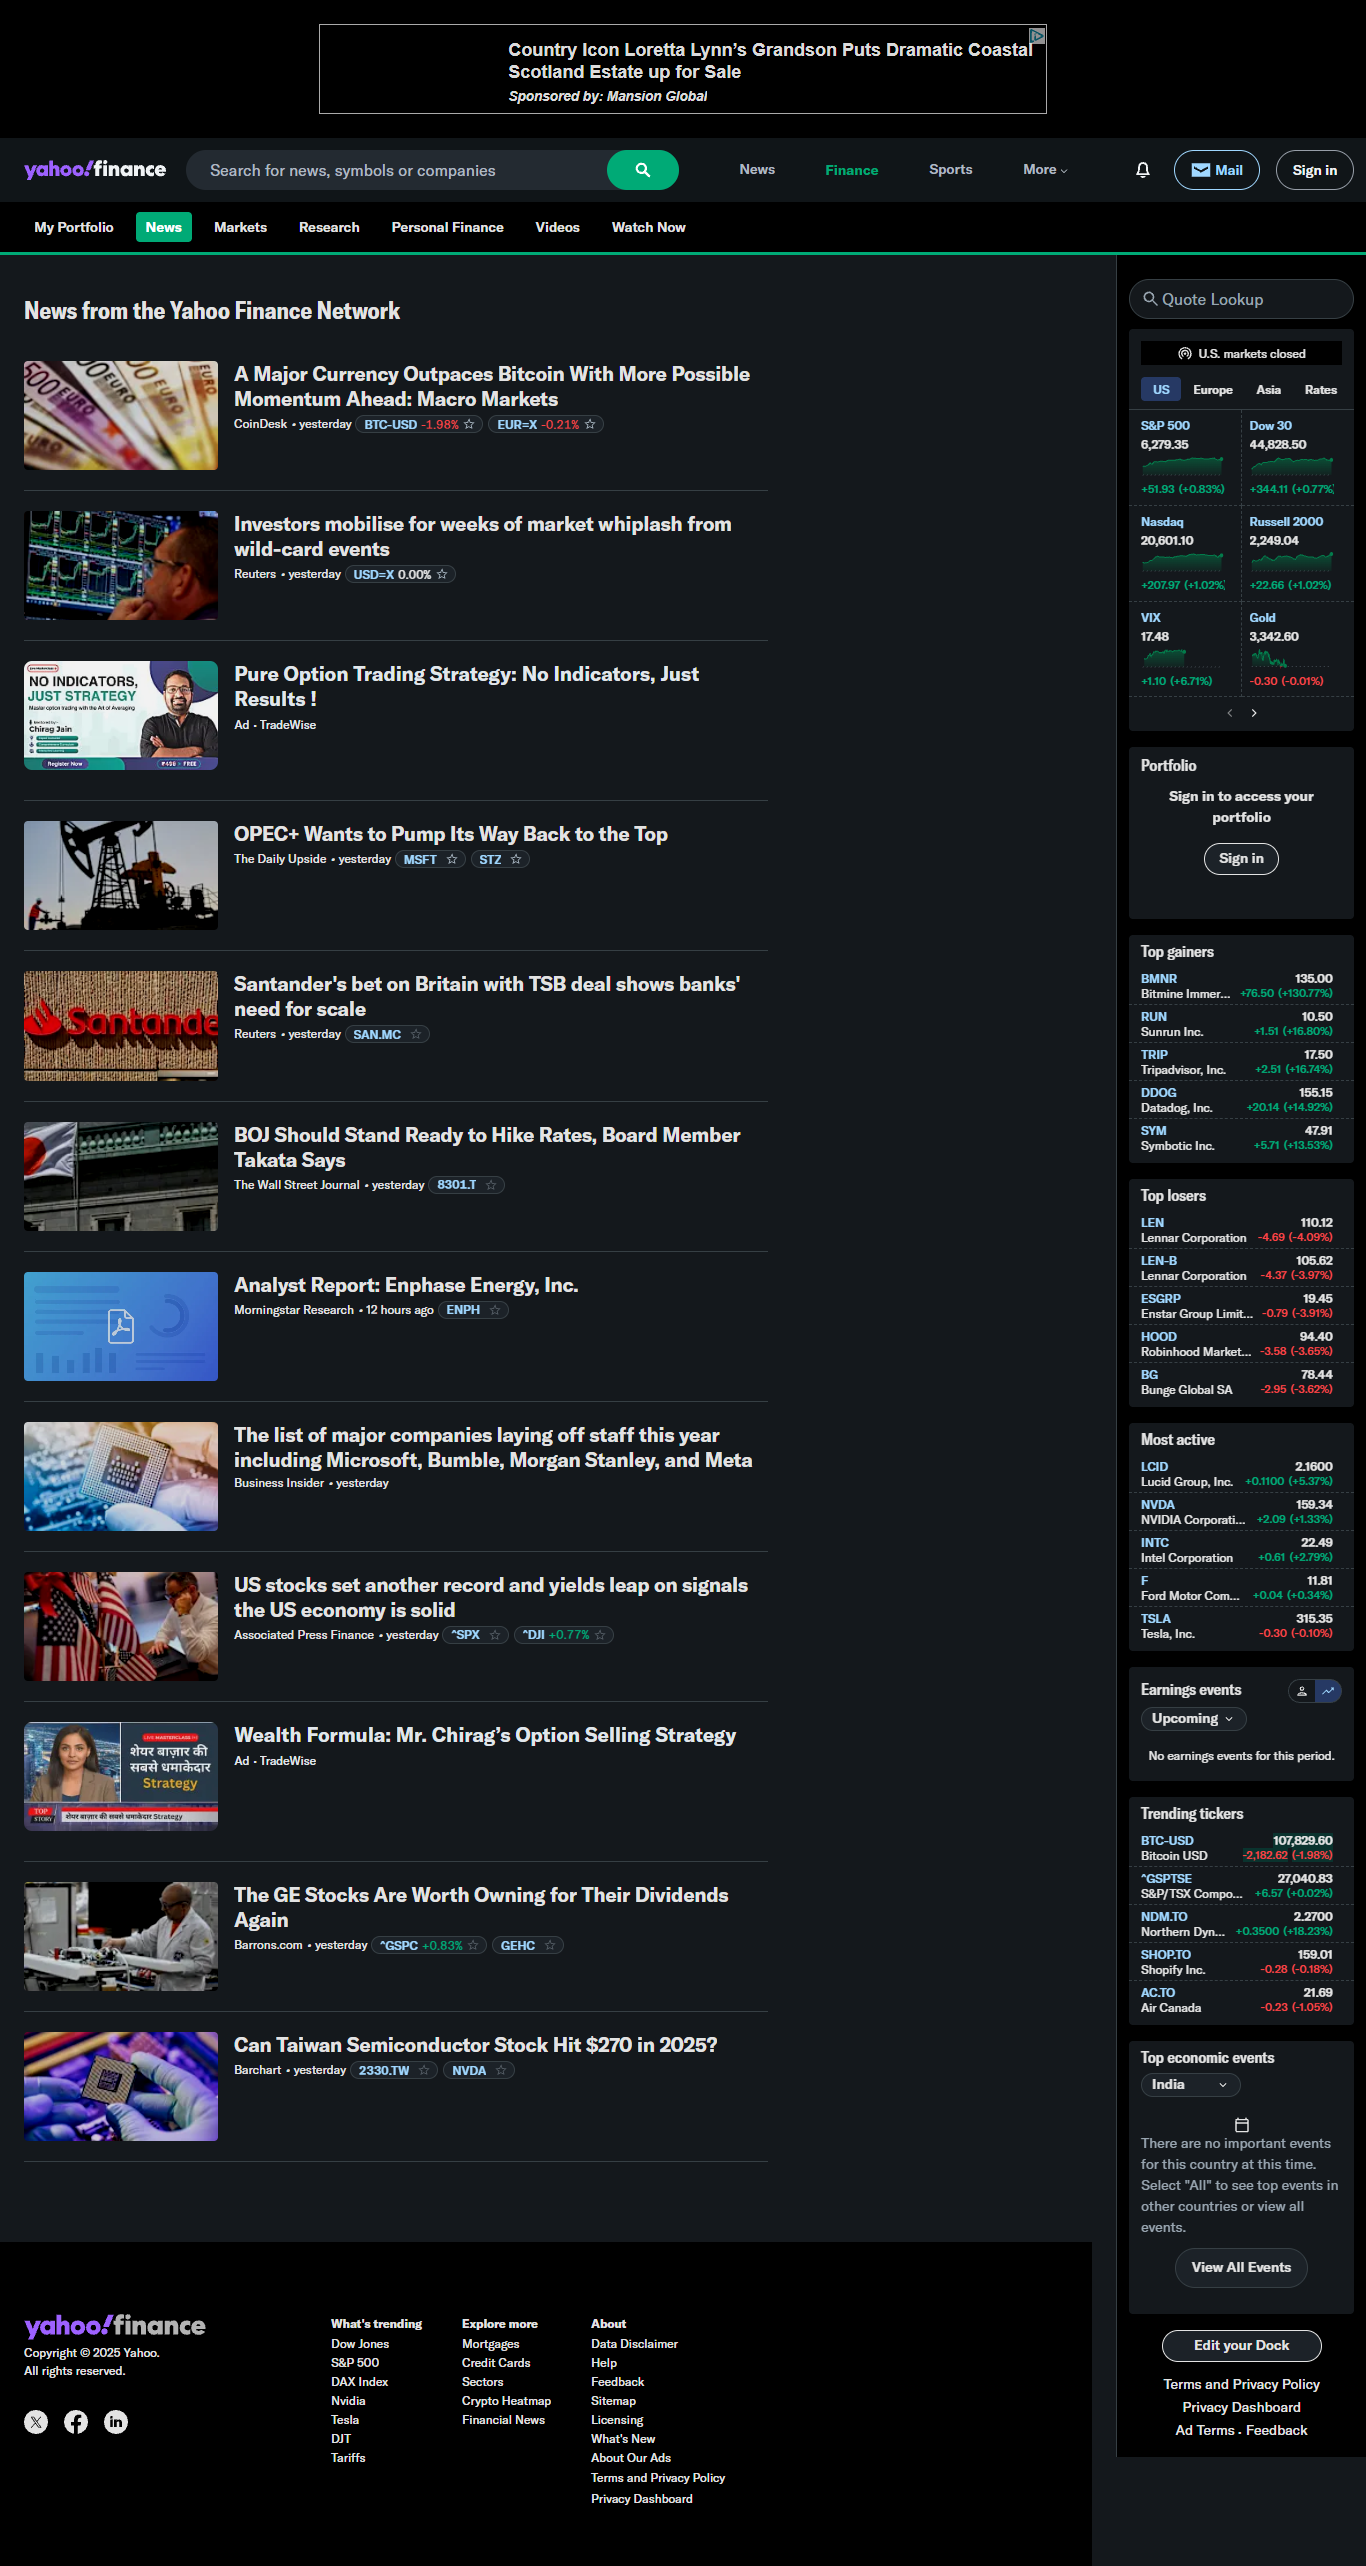 Country Icon Loretta Lynn's Grandson Puts Dramatic Coastal
Scotland Estate up for Sale
Sponsored by: Mansion Global
yahoo!finance
Search for news, symbols or companies
News
Finance
Sports
More
Mail
Sign in
My Portfolio
News
Markets
Research
Personal Finance
Videos
Watch Now
News from the Yahoo Finance Network
A Major Currency Outpaces Bitcoin With More Possible
Momentum Ahead: Macro Markets
CoinDesk • yesterday BTC-USD -1.98% EUR=X -0.21%
Investors mobilise for weeks of market whiplash from
wild-card events
Reuters • yesterday USD=X 0.00%
NO INDICATORS,
JUST STRATEGY
Chirag Jain
Register Now
FREE
Pure Option Trading Strategy: No Indicators, Just
Results !
Ad • TradeWise
OPEC+ Wants to Pump Its Way Back to the Top
The Daily Upside • yesterday MSFT STZ
Santande
Santander's bet on Britain with TSB deal shows banks'
need for scale
Reuters • yesterday SAN.MC
BOJ Should Stand Ready to Hike Rates, Board Member
Takata Says
The Wall Street Journal • yesterday 8301.T
Analyst Report: Enphase Energy, Inc.
Morningstar Research • 12 hours ago ENPH
The list of major companies laying off staff this year
including Microsoft, Bumble, Morgan Stanley, and Meta
Business Insider • yesterday
US stocks set another record and yields leap on signals
the US economy is solid
Associated Press Finance • yesterday ^SPX ^DJI +0.77%
शेयर बाज़ार की
सबसे धमाकेदार
Strategy
TOP
STORY
शेयर बाज़ार की सबसे धमाकेदार Strategy
Wealth Formula: Mr. Chirag's Option Selling Strategy
Ad • TradeWise
The GE Stocks Are Worth Owning for Their Dividends
Again
Barrons.com • yesterday ^GSPC +0.83% GEHC
Can Taiwan Semiconductor Stock Hit $270 in 2025?
Barchart • yesterday 2330.TW NVDA
Quote Lookup
U.S. markets closed
US Europe Asia Rates
S&P 500
6,279.35
+51.93 (+0.83%)
Dow 30
44,828.50
+344.11 (+0.77%)
Nasdaq
20,601.10
+207.97 (+1.02%)
Russell 2000
2,249.04
+22.66 (+1.02%)
VIX
17.48
+1.10 (+6.71%)
Gold
3,342.60
-0.30 (-0.01%)
Portfolio
Sign in to access your
portfolio
Sign in
Top gainers
BMNR 135.00
Bitmine Immer... +76.50 (+130.77%)
RUN 10.50
Sunrun Inc. +1.51 (+16.80%)
TRIP 17.50
Tripadvisor, Inc. +2.51 (+16.74%)
DDOG 155.15
Datadog, Inc. +20.14 (+14.92%)
SYM 47.91
Symbotic Inc. +5.71 (+13.53%)
Top losers
LEN 110.12
Lennar Corporation -4.69 (-4.09%)
LEN-B 105.62
Lennar Corporation -4.37 (-3.97%)
ESGRP 19.45
Enstar Group Limit... -0.79 (-3.91%)
HOOD 94.40
Robinhood Market... -3.58 (-3.65%)
BG 78.44
Bunge Global SA -2.95 (-3.62%)
Most active
LCID 2.1600
Lucid Group, Inc. +0.1100 (+5.37%)
NVDA 159.34
NVIDIA Corporati... +2.09 (+1.33%)
INTC 22.49
Intel Corporation +0.61 (+2.79%)
F 11.81
Ford Motor Com... +0.04 (+0.34%)
TSLA 315.35
Tesla, Inc. -0.30 (-0.10%)
Earnings events
Upcoming
No earnings events for this period.
Trending tickers
BTC-USD 107,829.60
Bitcoin USD -2,182.62 (-1.98%)
^GSPTSE 27,040.83
S&P/TSX Compo... +6.57 (+0.02%)
NDM.TO 2.2700
Northern Dyn... +0.3500 (+18.23%)
SHOP.TO 159.01
Shopify Inc. -0.28 (-0.18%)
AC.TO 21.69
Air Canada -0.23 (-1.05%)
Top economic events
India
There are no important events
for this country at this time.
Select "All" to see top events in
other countries or view all
events.
View All Events
Edit your Dock
Terms and Privacy Policy
Privacy Dashboard
Ad Terms • Feedback
yahoo!finance
Copyright © 2025 Yahoo.
All rights reserved.
What's trending
Dow Jones
S&P 500
DAX Index
Nvidia
Tesla
DJT
Tariffs
Explore more
Mortgages
Credit Cards
Sectors
Crypto Heatmap
Financial News
About
Data Disclaimer
Help
Feedback
Sitemap
Licensing
What's New
About Our Ads
Terms and Privacy Policy
Privacy Dashboard